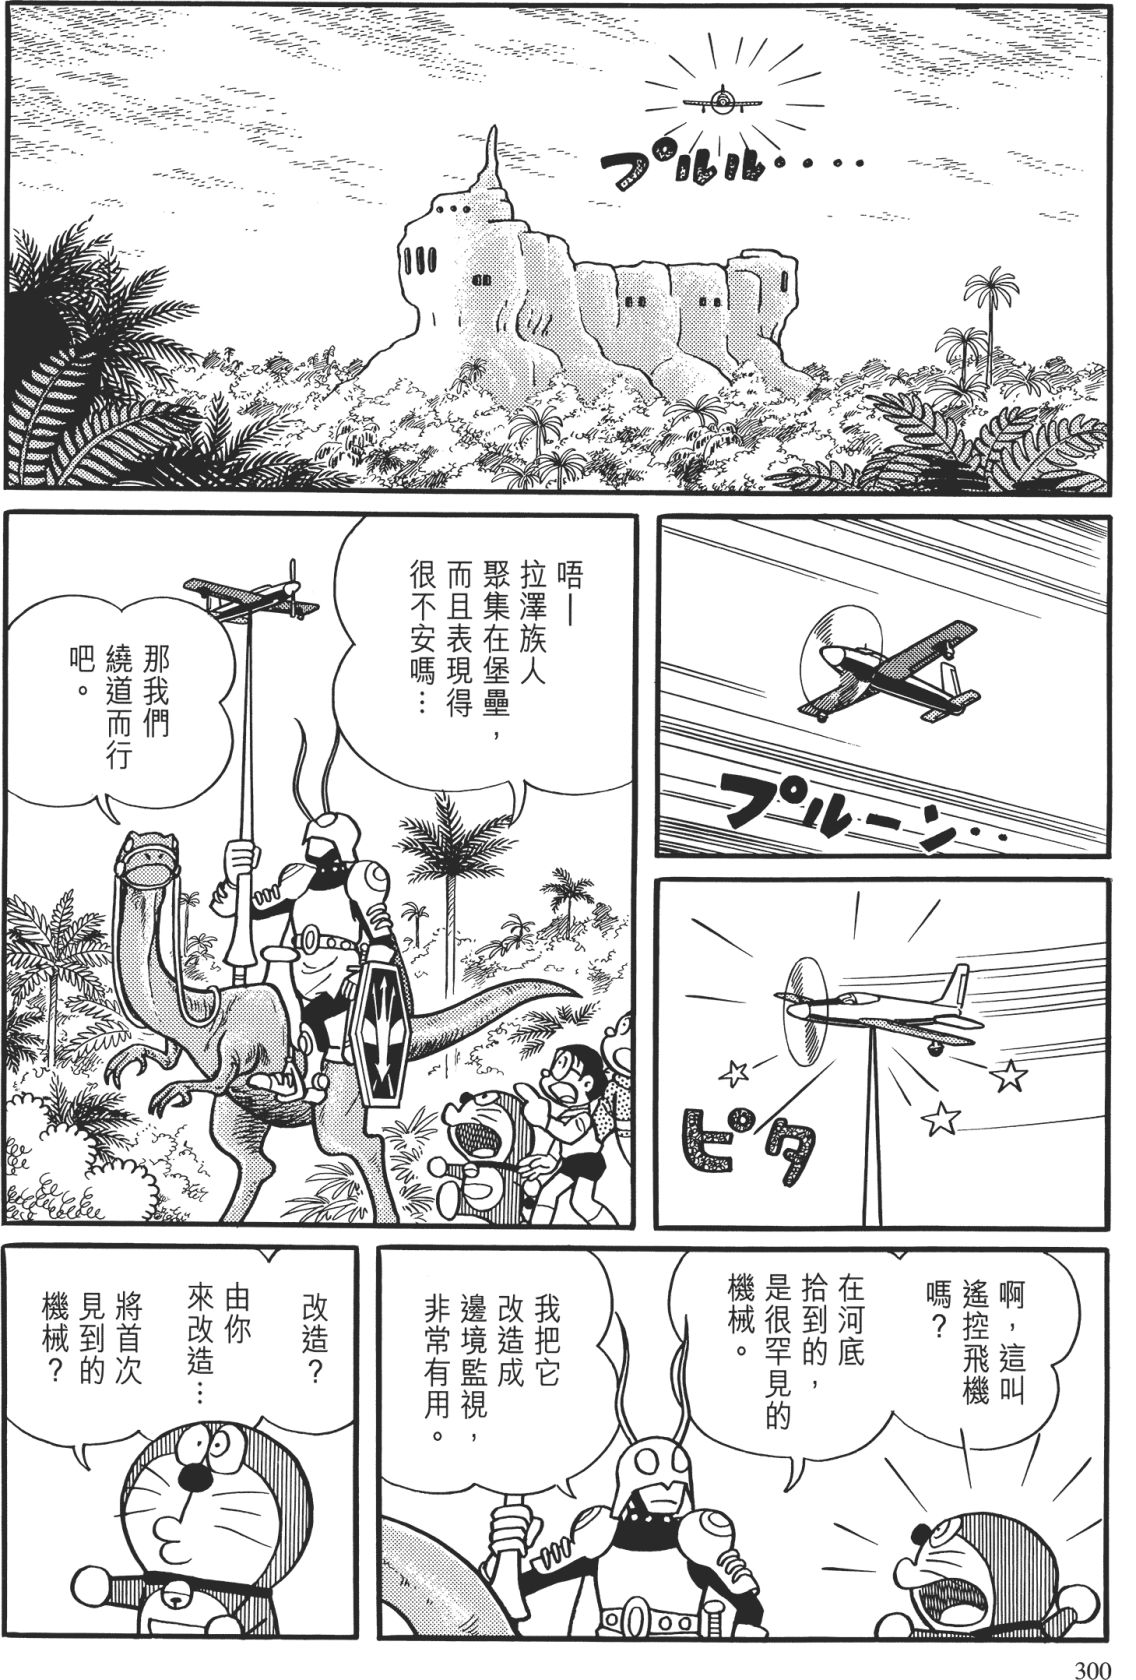 プルルル‥‥
プルーン‥
ピタ
唔—
拉澤族人
聚集在堡壘，
而且表現得
很不安嗎…
那我們
繞道而行
吧。
啊，這叫
遙控飛機
嗎？
在河底
拾到的，
是很罕見的
機械。
我把它
改造成
邊境監視，
非常有用。
改造？
由你
來改造…
將首次
見到的
機械？
300